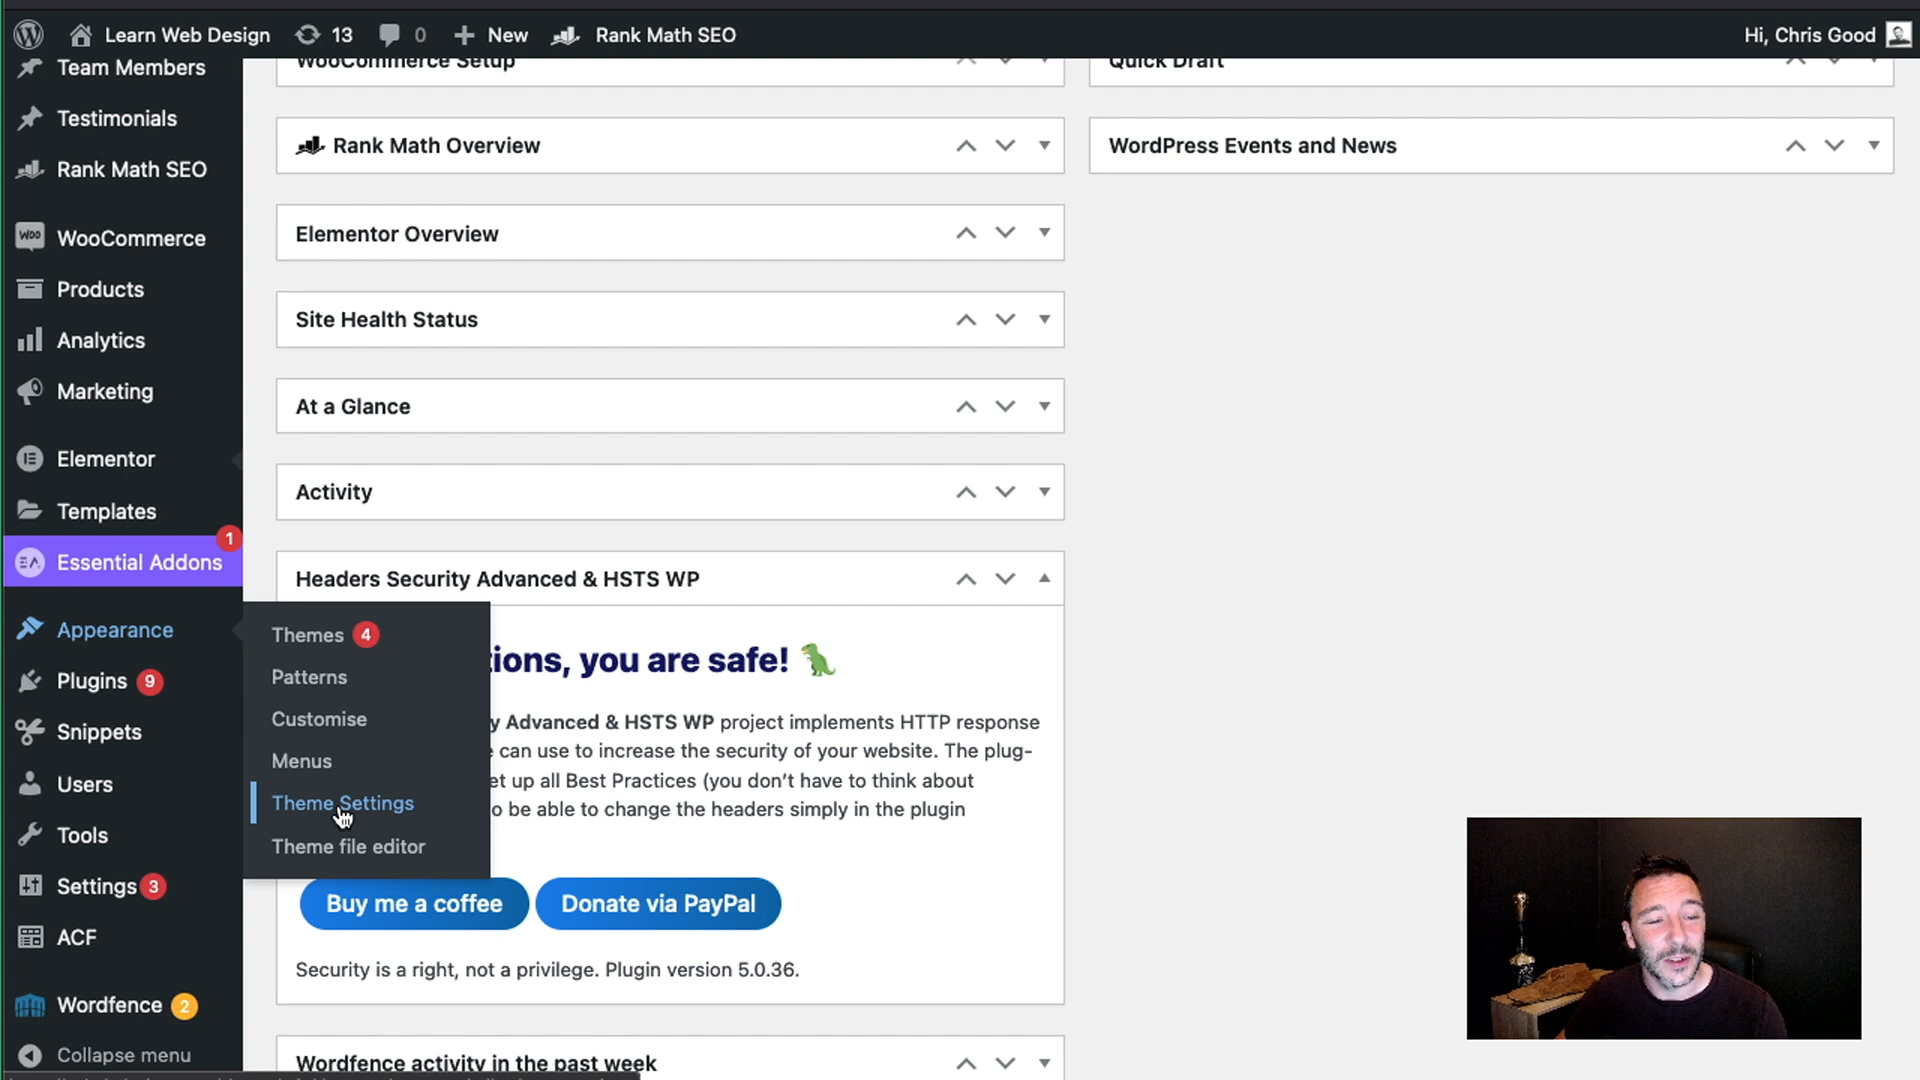 Learn Web Design 13 0 New Rank Math SEO Hi, Chris Good
Team Members
Testimonials
Rank Math SEO
WOO WooCommerce
Products
Analytics
Marketing
Elementor
Templates
1
EA Essential Addons
Appearance
Plugins 9
Snippets
Users
Tools
Settings 3
ACF
Wordfence 2
Collapse menu
Themes 4
Patterns
Customise
Menus
Theme Settings
Theme file editor
WooCommerce Setup
Rank Math Overview
Elementor Overview
Site Health Status
At a Glance
Activity
Headers Security Advanced & HSTS WP
tions, you are safe!
y Advanced & HSTS WP project implements HTTP response
e can use to increase the security of your website. The plug-
et up all Best Practices (you don't have to think about
o be able to change the headers simply in the plugin
Buy me a coffee Donate via PayPal
Security is a right, not a privilege. Plugin version 5.0.36.
Wordfence activity in the past week
Quick Draft
WordPress Events and News